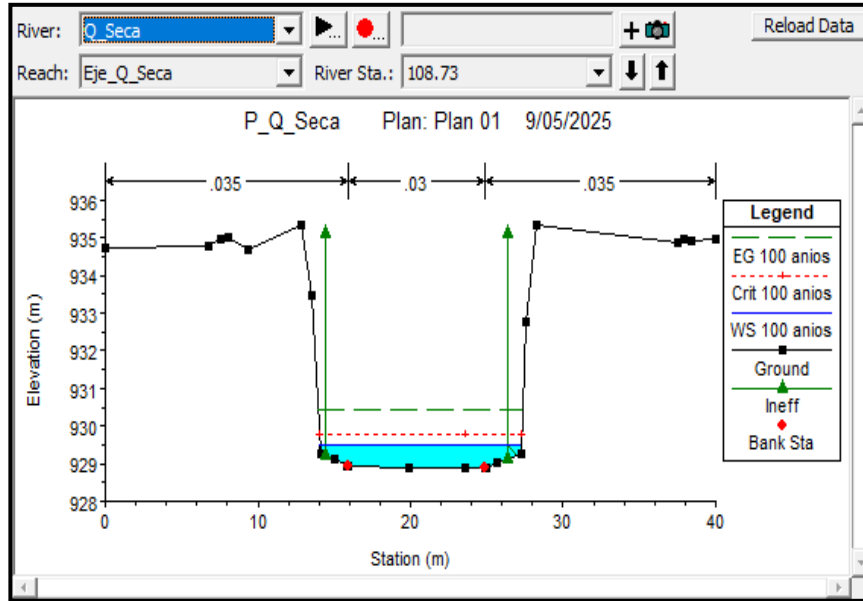 River: Q_Seca ... ... + Reload Data
Reach: Eje_Q_Seca River Sta.: 108.73
P_Q_Seca Plan: Plan 01 9/05/2025
.035 .03 .035
936
935
934
933
932
931
930
929
928
Elevation (m)
0 10 20 30 40
Station (m)
Legend
EG 100 anios
Crit 100 anios
WS 100 anios
Ground
Ineff
Bank Sta